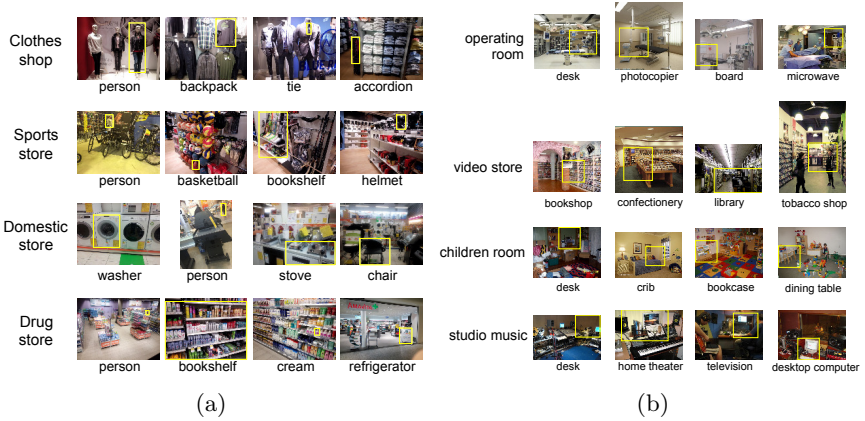 Clothes shop
person backpack tie accordion
Sports store
person basketball bookshelf helmet
Domestic store
washer person stove chair
Drug store
person bookshelf cream refrigerator
(a)
operating room
desk photocopier board microwave
video store
bookshop confectionery library tobacco shop
children room
desk crib bookcase dining table
studio music
desk home theater television desktop computer
(b)